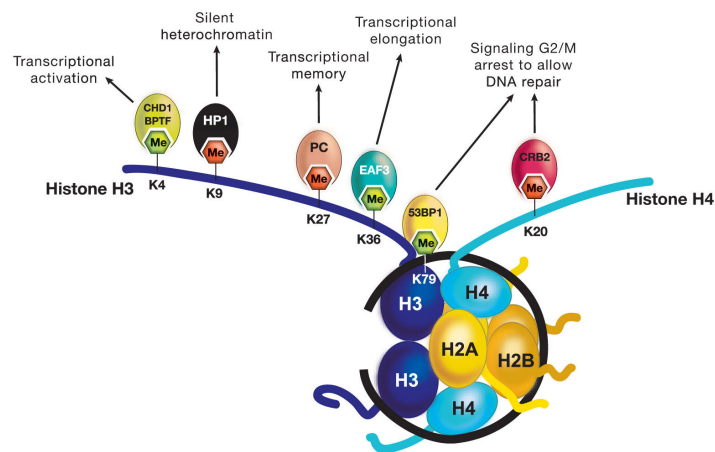 Silent
heterochromatin
Transcriptional
elongation
Transcriptional
activation
Transcriptional
memory
Signaling G2/M
arrest to allow
DNA repair
CHD1
BPTF
Me
HP1
Me
PC
Me
EAF3
Me
53BP1
Me
CRB2
Me
Histone H3
K4
K9
K27
K36
K79
K20
Histone H4
H3
H4
H2A
H2B
H3
H4